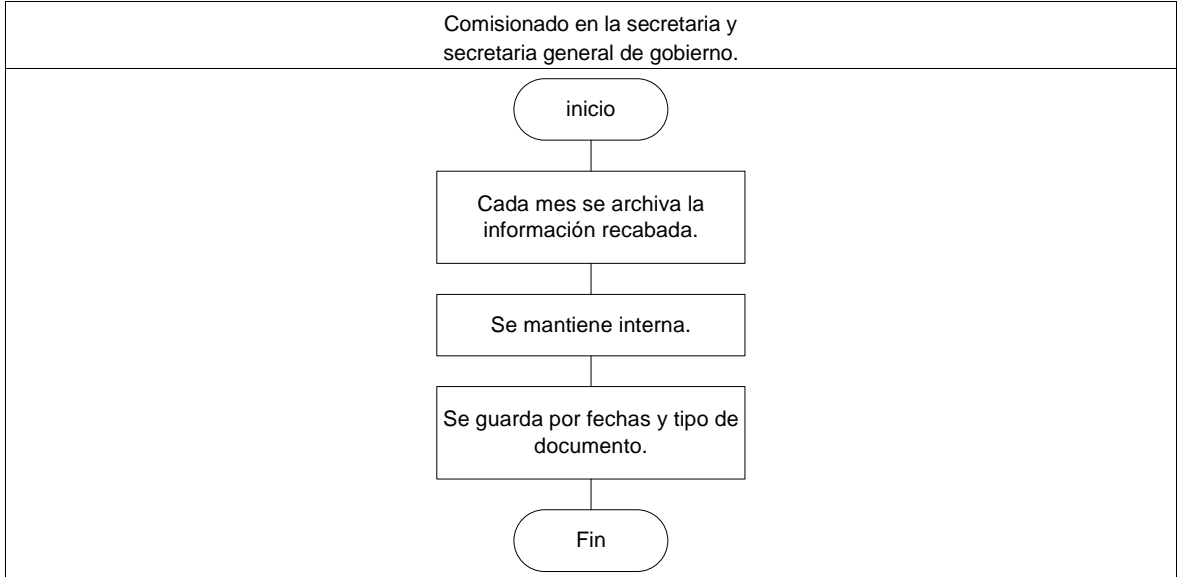 Comisionado en la secretaria y
secretaria general de gobierno.
inicio
Cada mes se archiva la
información recabada.
Se mantiene interna.
Se guarda por fechas y tipo de
documento.
Fin